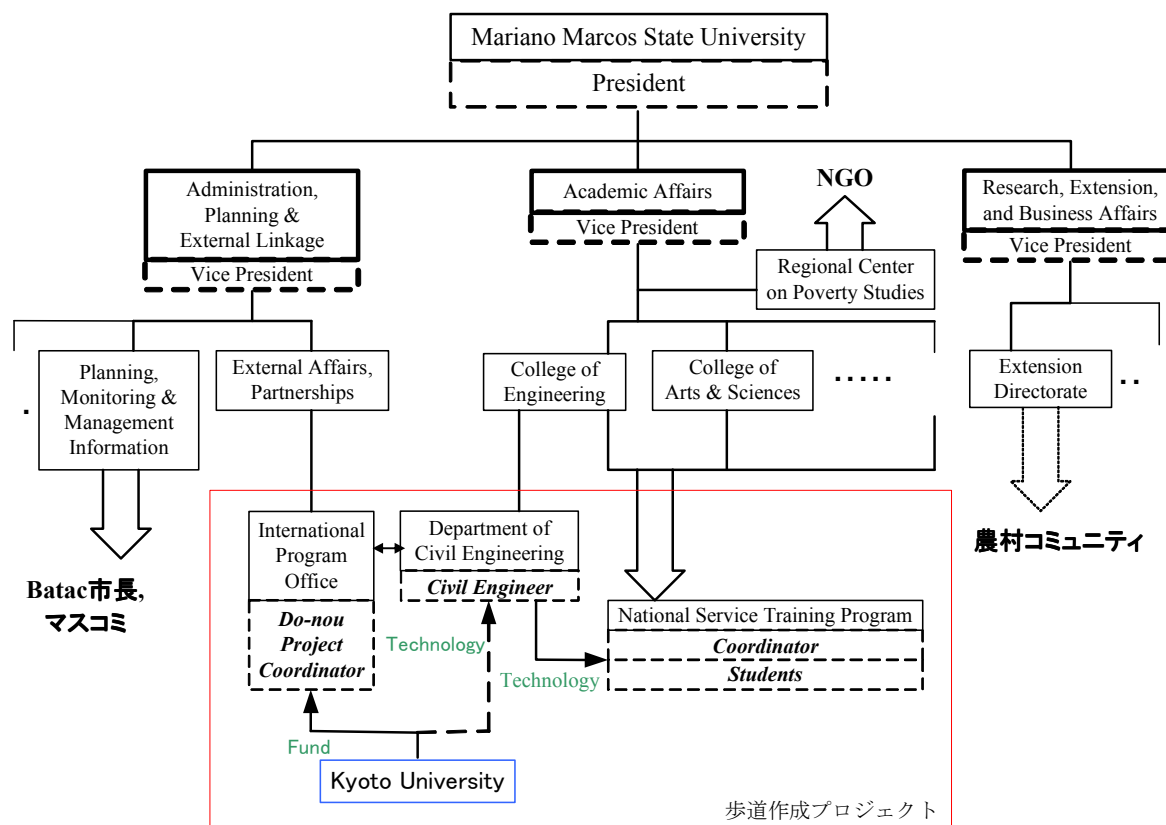 Mariano Marcos State University
President
Administration,
Planning &
External Linkage
Vice President
Academic Affairs
Vice President
NGO
Research, Extension,
and Business Affairs
Vice President
Regional Center
on Poverty Studies
Planning,
Monitoring &
Management
Information
External Affairs,
Partnerships
College of
Engineering
College of
Arts & Sciences
·····
Extension
Directorate
··
·
Batac市長,
マスコミ
International
Program
Office
Do-nou
Project
Coordinator
Department of
Civil Engineering
Civil Engineer
農村コミュニティ
National Service Training Program
Coordinator
Students
Technology
Technology
Fund
Kyoto University
歩道作成プロジェクト